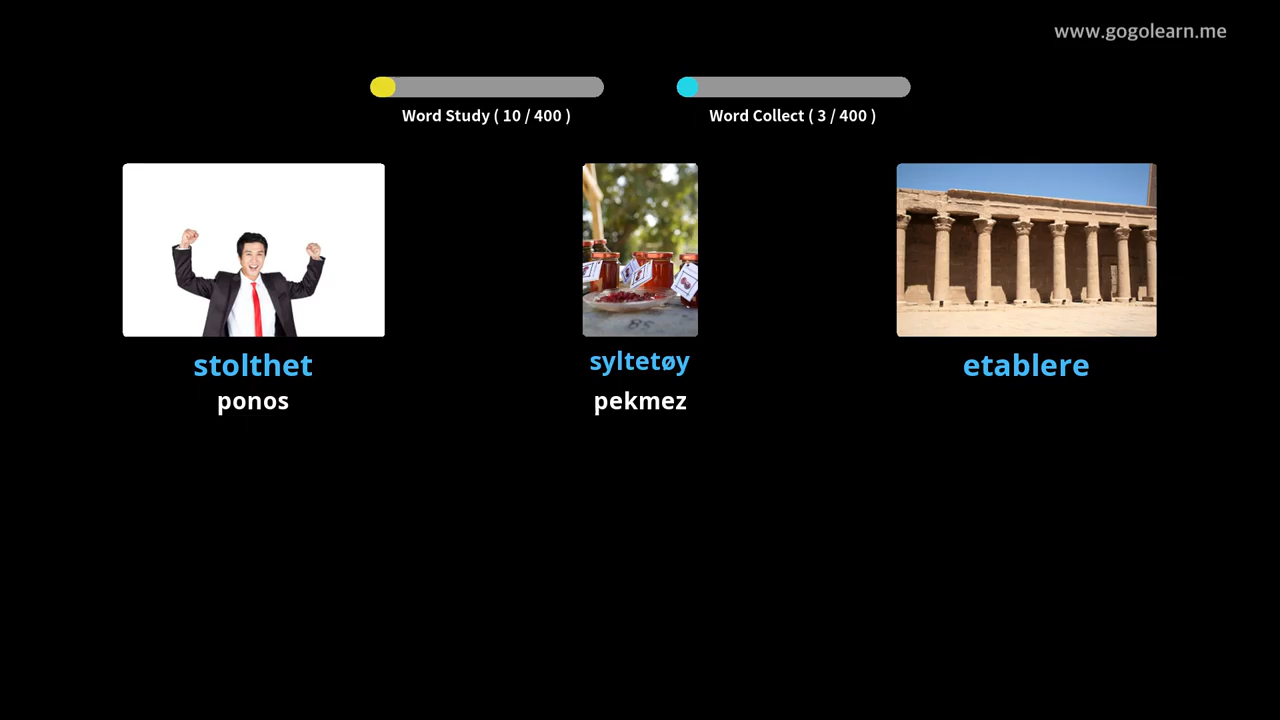 www.gogolearn.me
Word Study ( 10 / 400 )
Word Collect ( 3 / 400 )
stolthet
syltetøy
etablere
ponos
pekmez